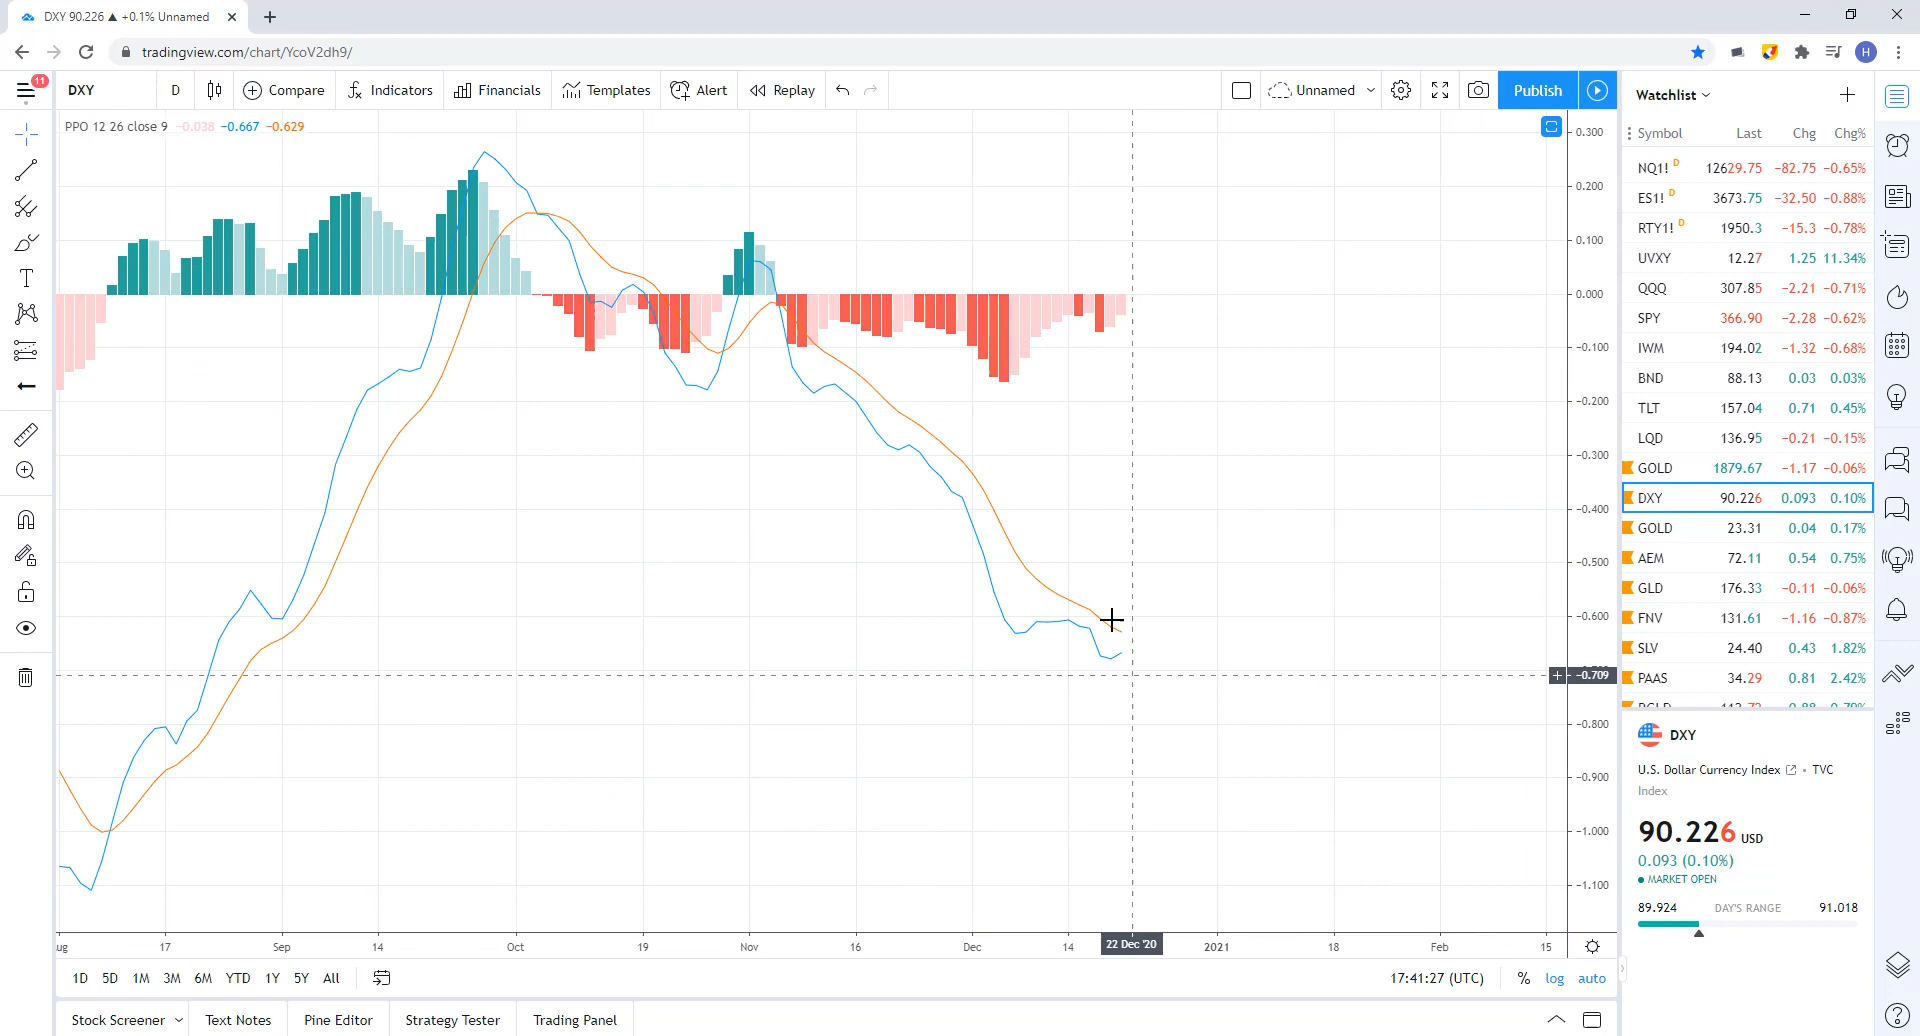 DXY 90.226 ▲ +0.1% Unnamed
tradingview.com/chart/YcoV2dh9/
H
11
DXY D Compare Indicators Financials Templates Alert Replay Unnamed Publish
PPO 12 26 close 9 −0.038 −0.667 −0.629
0.300
0.200
0.100
0.000
−0.100
−0.200
−0.300
−0.400
−0.500
−0.600
−0.709
−0.800
−0.900
−1.000
−1.100
17 Sep 14 Oct 19 Nov 16 Dec 14 22 Dec '20 2021 18 Feb 15
1D 5D 1M 3M 6M YTD 1Y 5Y All 17:41:27 (UTC) % log auto
Stock Screener Text Notes Pine Editor Strategy Tester Trading Panel
Watchlist
Symbol Last Chg Chg%
NQ1! D 12629.75 −82.75 −0.65%
ES1! D 3673.75 −32.50 −0.88%
RTY1! D 1950.3 −15.3 −0.78%
UVXY 12.27 1.25 11.34%
QQQ 307.85 −2.21 −0.71%
SPY 366.90 −2.28 −0.62%
IWM 194.02 −1.32 −0.68%
BND 88.13 0.03 0.03%
TLT 157.04 0.71 0.45%
LQD 136.95 −0.21 −0.15%
GOLD 1879.67 −1.17 −0.06%
DXY 90.226 0.093 0.10%
GOLD 23.31 0.04 0.17%
AEM 72.11 0.54 0.75%
GLD 176.33 −0.11 −0.06%
FNV 131.61 −1.16 −0.87%
SLV 24.40 0.43 1.82%
PAAS 34.29 0.81 2.42%
DXY
U.S. Dollar Currency Index • TVC
Index
90.226 USD
0.093 (0.10%)
MARKET OPEN
89.924 DAY'S RANGE 91.018